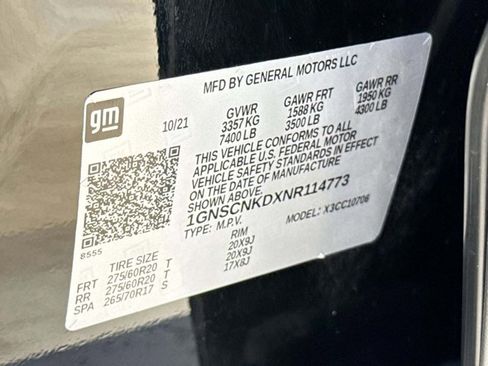 MFD BY GENERAL MOTORS LLC
gm
10/21
GVWR GAWR FRT GAWR RR
3357 KG 1588 KG 1950 KG
7400 LB 3500 LB 4300 LB
THIS VEHICLE CONFORMS TO ALL
APPLICABLE U.S. FEDERAL MOTOR
VEHICLE SAFETY STANDARDS IN EFFECT
ON THE DATE OF MANUFACTURE
SHOWN ABOVE.
1GNSCNKDXNR114773
TYPE: M.P.V. MODEL: X3CC10706
8555
TIRE SIZE RIM
FRT 275/60R20 T 20X9J
RR 275/60R20 T 20X9J
SPA 265/70R17 S 17X8J